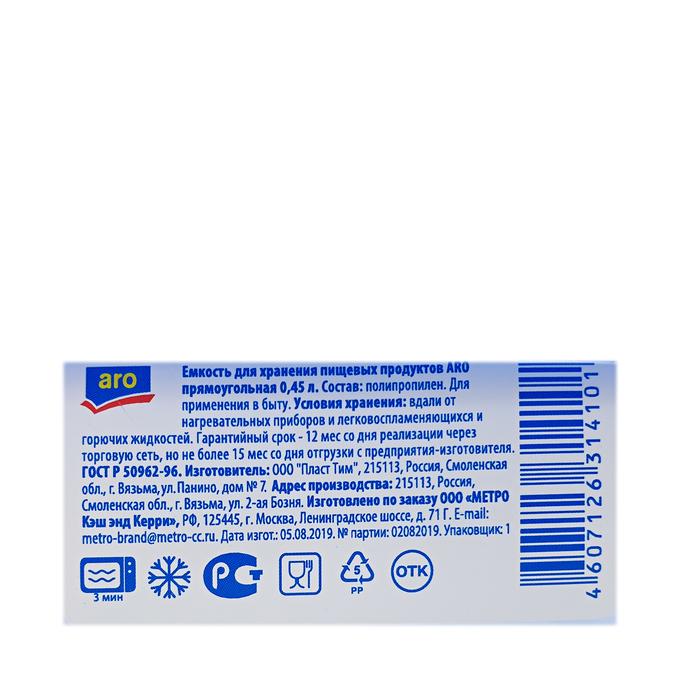 aro
Емкость для хранения пищевых продуктов ARO
прямоугольная 0,45 л. Состав: полипропилен. Для
применения в быту. Условия хранения: вдали от
нагревательных приборов и легковоспламеняющихся и
горючих жидкостей. Гарантийный срок - 12 мес со дня реализации через
торговую сеть, но не более 15 мес со дня отгрузки с предприятия-изготовителя.
ГОСТ Р 50962-96. Изготовитель: ООО "Пласт Тим", 215113, Россия, Смоленская
обл., г. Вязьма, ул.Панино, дом № 7. Адрес производства: 215113, Россия,
Смоленская обл., г. Вязьма, ул. 2-ая Бозня. Изготовлено по заказу ООО «МЕТРО
Кэш энд Керри», РФ, 125445, г. Москва, Ленинградское шоссе, д. 71 Г. E-mail:
metro-brand@metro-cc.ru. Дата изгот.: 05.08.2019. № партии: 02082019. Упаковщик: 1
3 мин
РСТ
5
PP
ОТК
4 607126 314101